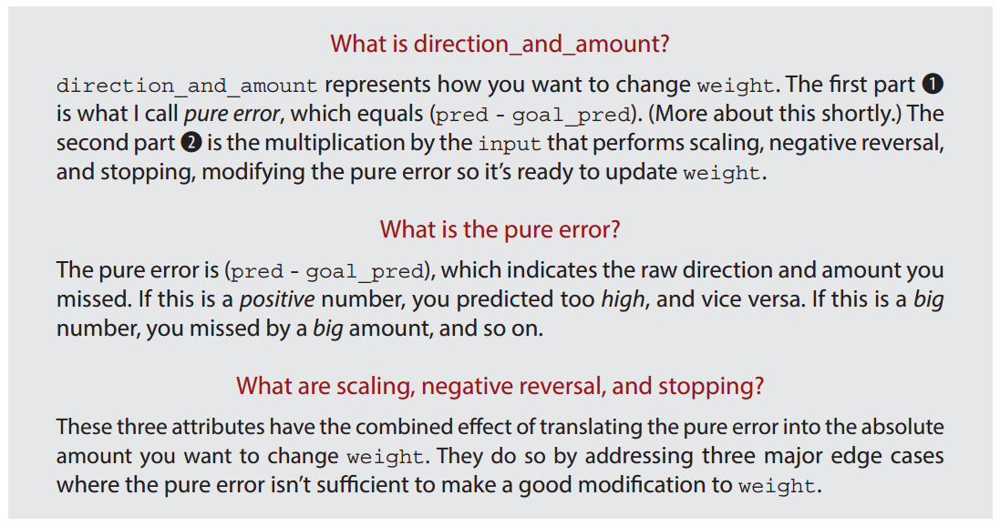 What is direction_and_amount?
direction_and_amount represents how you want to change weight. The first part ❶
is what I call pure error, which equals (pred - goal_pred). (More about this shortly.) The
second part ❷ is the multiplication by the input that performs scaling, negative reversal,
and stopping, modifying the pure error so it’s ready to update weight.
What is the pure error?
The pure error is (pred - goal_pred), which indicates the raw direction and amount you
missed. If this is a positive number, you predicted too high, and vice versa. If this is a big
number, you missed by a big amount, and so on.
What are scaling, negative reversal, and stopping?
These three attributes have the combined effect of translating the pure error into the absolute
amount you want to change weight. They do so by addressing three major edge cases
where the pure error isn’t sufficient to make a good modification to weight.